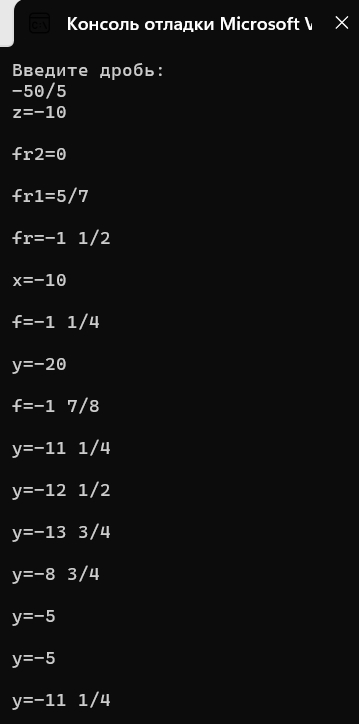 Консоль отладки Microsoft V
Введите дробь:
-50/5
z=-10
fr2=0
fr1=5/7
fr=-1 1/2
x=-10
f=-1 1/4
y=-20
f=-1 7/8
y=-11 1/4
y=-12 1/2
y=-13 3/4
y=-8 3/4
y=-5
y=-5
y=-11 1/4